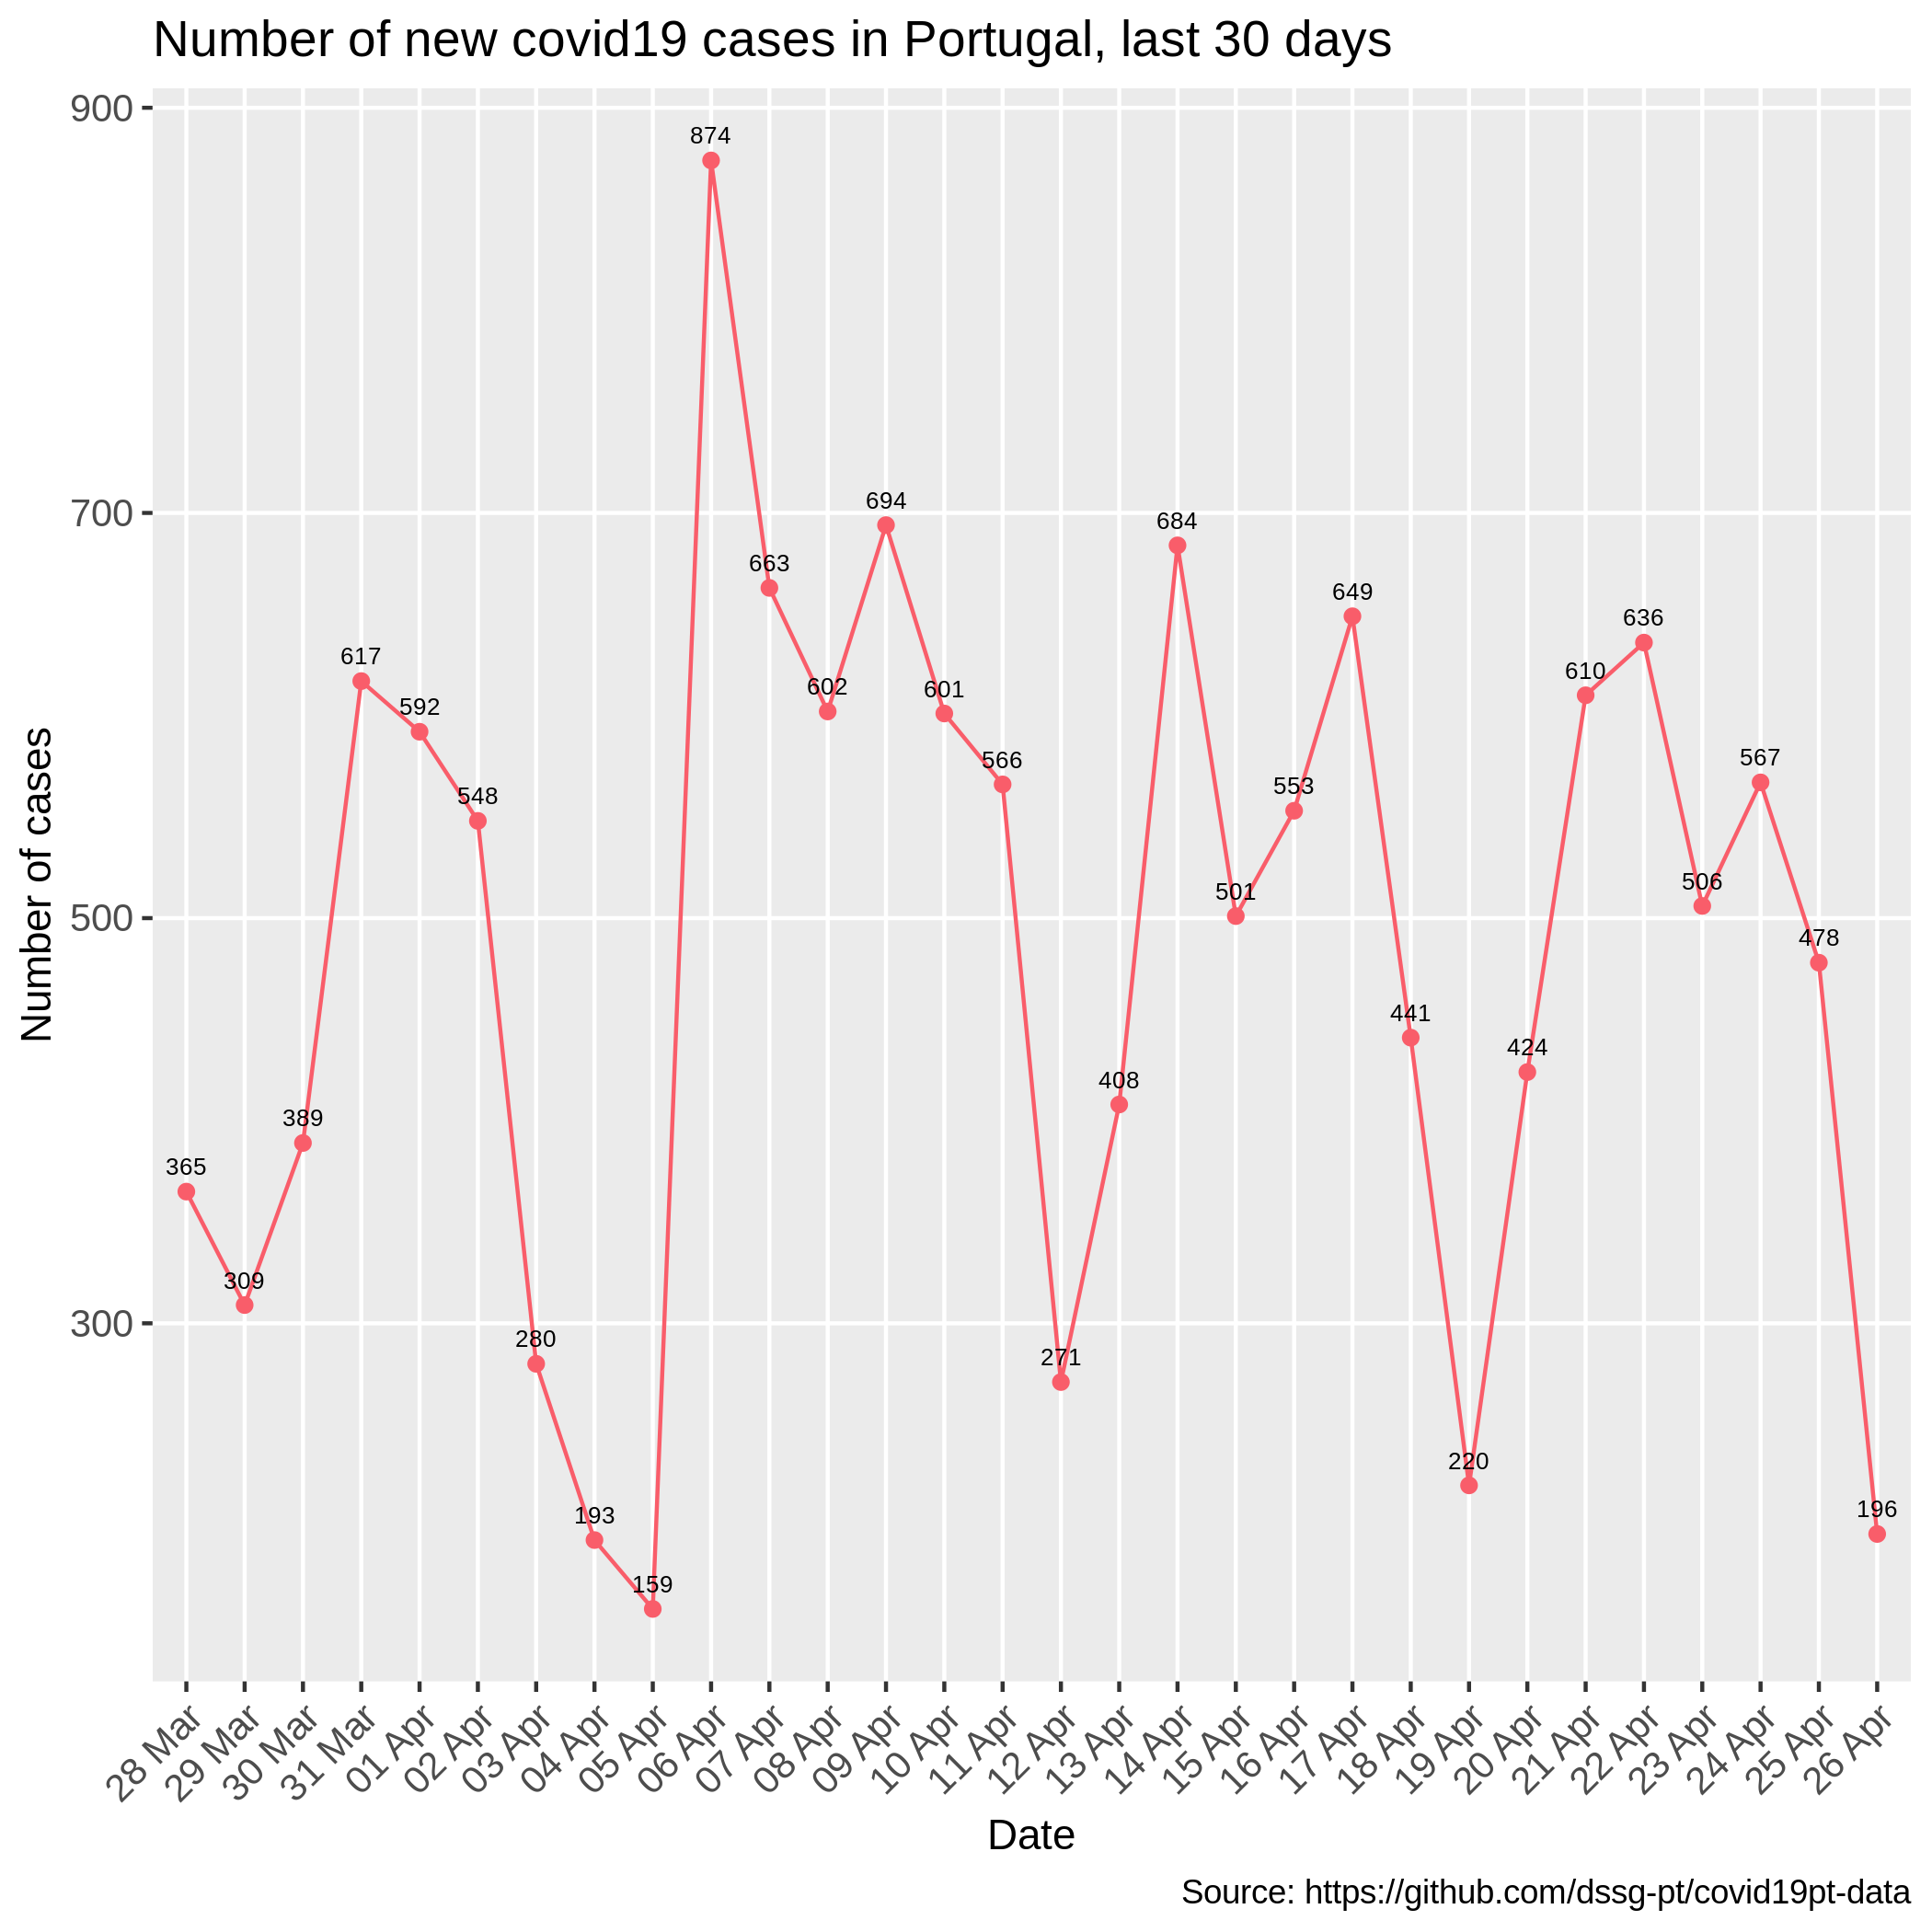 Number of new covid19 cases in Portugal, last 30 days
Number of cases
900
700
500
300
365
309
389
617
592
548
280
193
159
874
663
602
694
601
566
271
408
684
501
553
649
441
220
424
610
636
506
567
478
196
28 Mar
29 Mar
30 Mar
31 Mar
01 Apr
02 Apr
03 Apr
04 Apr
05 Apr
06 Apr
07 Apr
08 Apr
09 Apr
10 Apr
11 Apr
12 Apr
13 Apr
14 Apr
15 Apr
16 Apr
17 Apr
18 Apr
19 Apr
20 Apr
21 Apr
22 Apr
23 Apr
24 Apr
25 Apr
26 Apr
Date
Source: https://github.com/dssg-pt/covid19pt-data